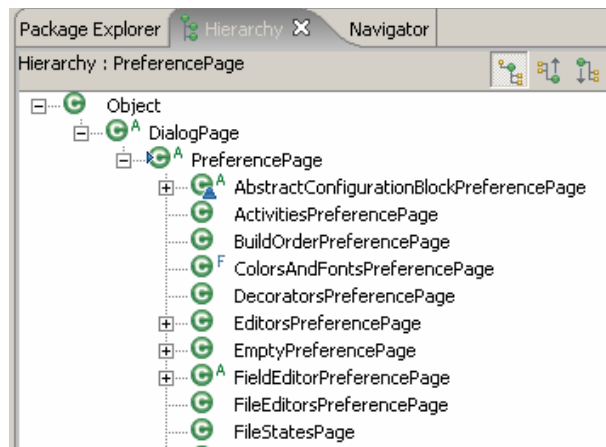 Package Explorer Hierarchy Navigator
Hierarchy : PreferencePage
C Object
C A DialogPage
C A PreferencePage
C A AbstractConfigurationBlockPreferencePage
C ActivitiesPreferencePage
C BuildOrderPreferencePage
C F ColorsAndFontsPreferencePage
C DecoratorsPreferencePage
C EditorsPreferencePage
C EmptyPreferencePage
C A FieldEditorPreferencePage
C FileEditorsPreferencePage
C FileStatesPage